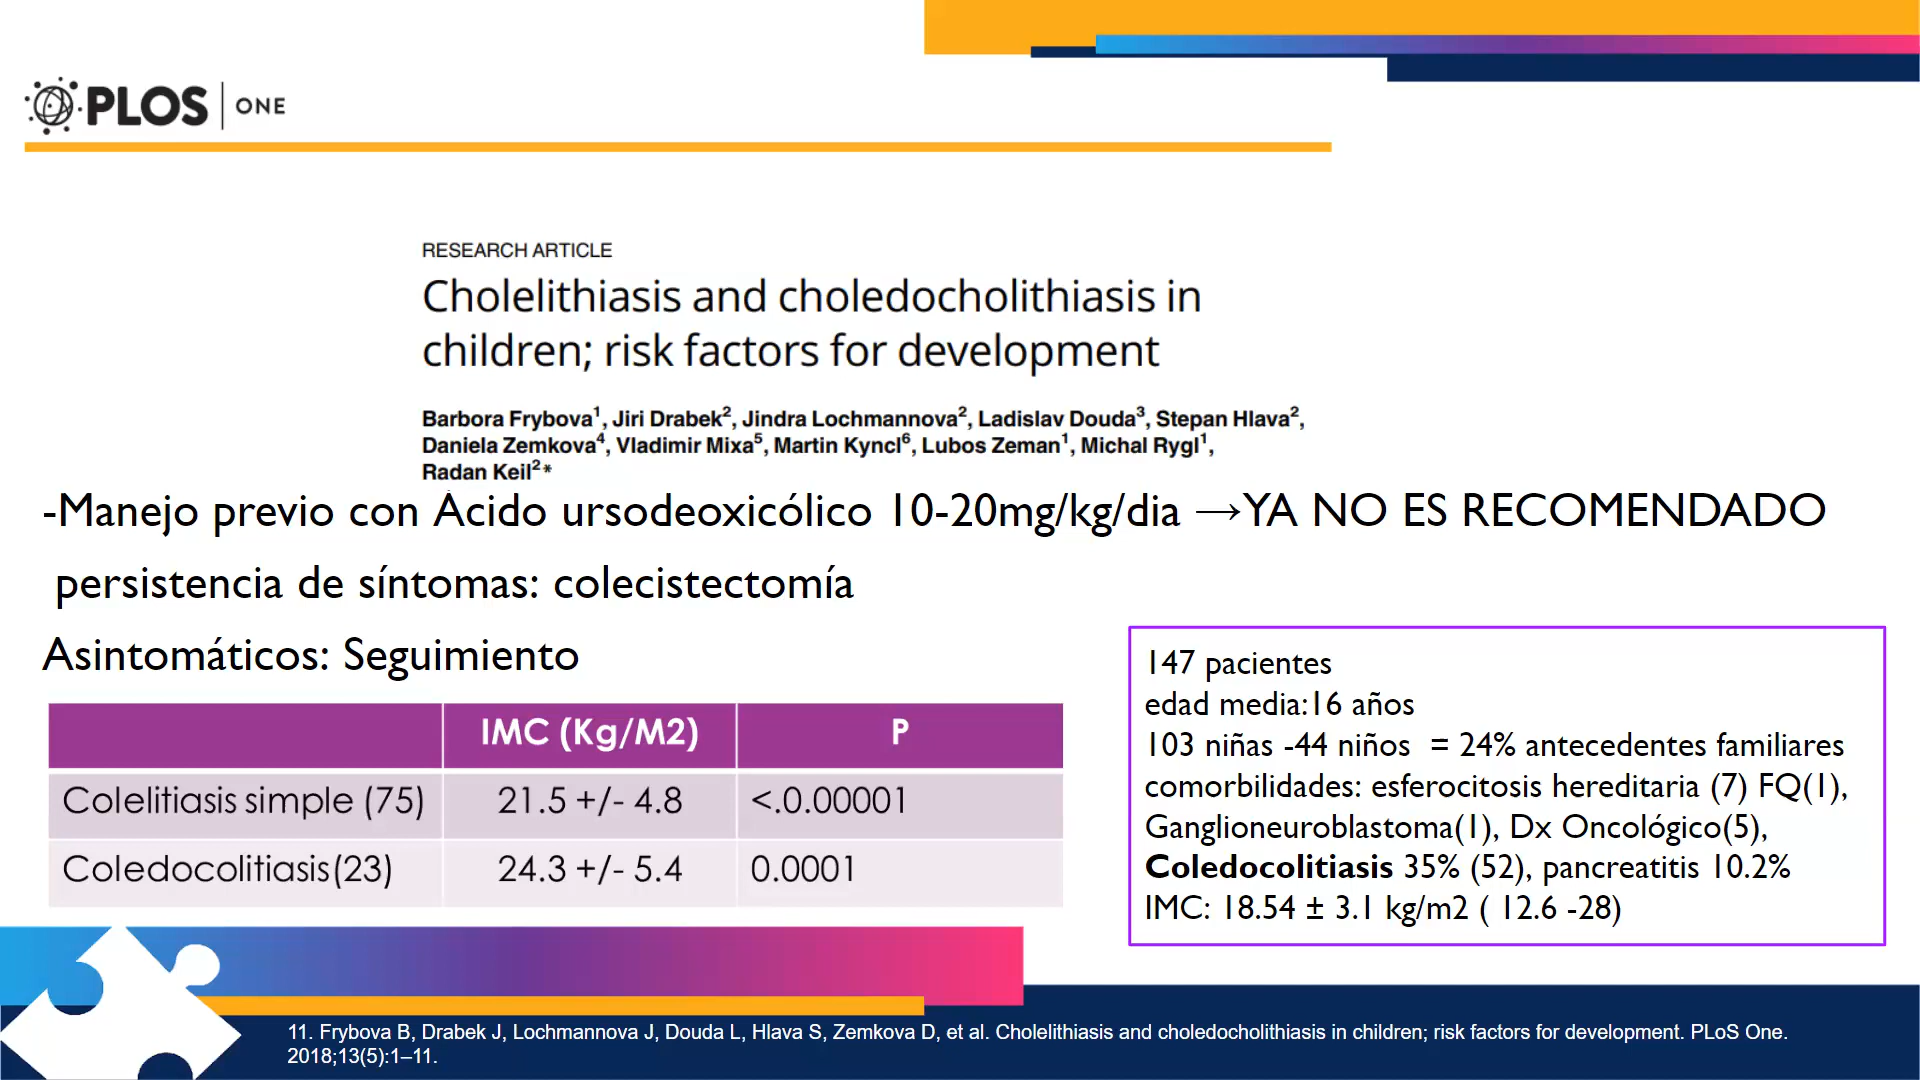 PLOS ONE
RESEARCH ARTICLE
Cholelithiasis and choledocholithiasis in
children; risk factors for development
Barbora Frybova1, Jiri Drabek2, Jindra Lochmannova2, Ladislav Douda3, Stepan Hlava2,
Daniela Zemkova4, Vladimir Mixa5, Martin Kyncl6, Lubos Zeman1, Michal Rygl1,
Radan Keil2*
-Manejo previo con Ácido ursodeoxicólico 10-20mg/kg/dia →YA NO ES RECOMENDADO
persistencia de síntomas: colecistectomía
Asintomáticos: Seguimiento
IMC (Kg/M2) P
Colelitiasis simple (75) 21.5 +/- 4.8 <.0.00001
Coledocolitiasis(23) 24.3 +/- 5.4 0.0001
147 pacientes
edad media:16 años
103 niñas -44 niños = 24% antecedentes familiares
comorbilidades: esferocitosis hereditaria (7) FQ(1),
Ganglioneuroblastoma(1), Dx Oncológico(5),
Coledocolitiasis 35% (52), pancreatitis 10.2%
IMC: 18.54 ± 3.1 kg/m2 ( 12.6 -28)
11. Frybova B, Drabek J, Lochmannova J, Douda L, Hlava S, Zemkova D, et al. Cholelithiasis and choledocholithiasis in children; risk factors for development. PLoS One.
2018;13(5):1–11.